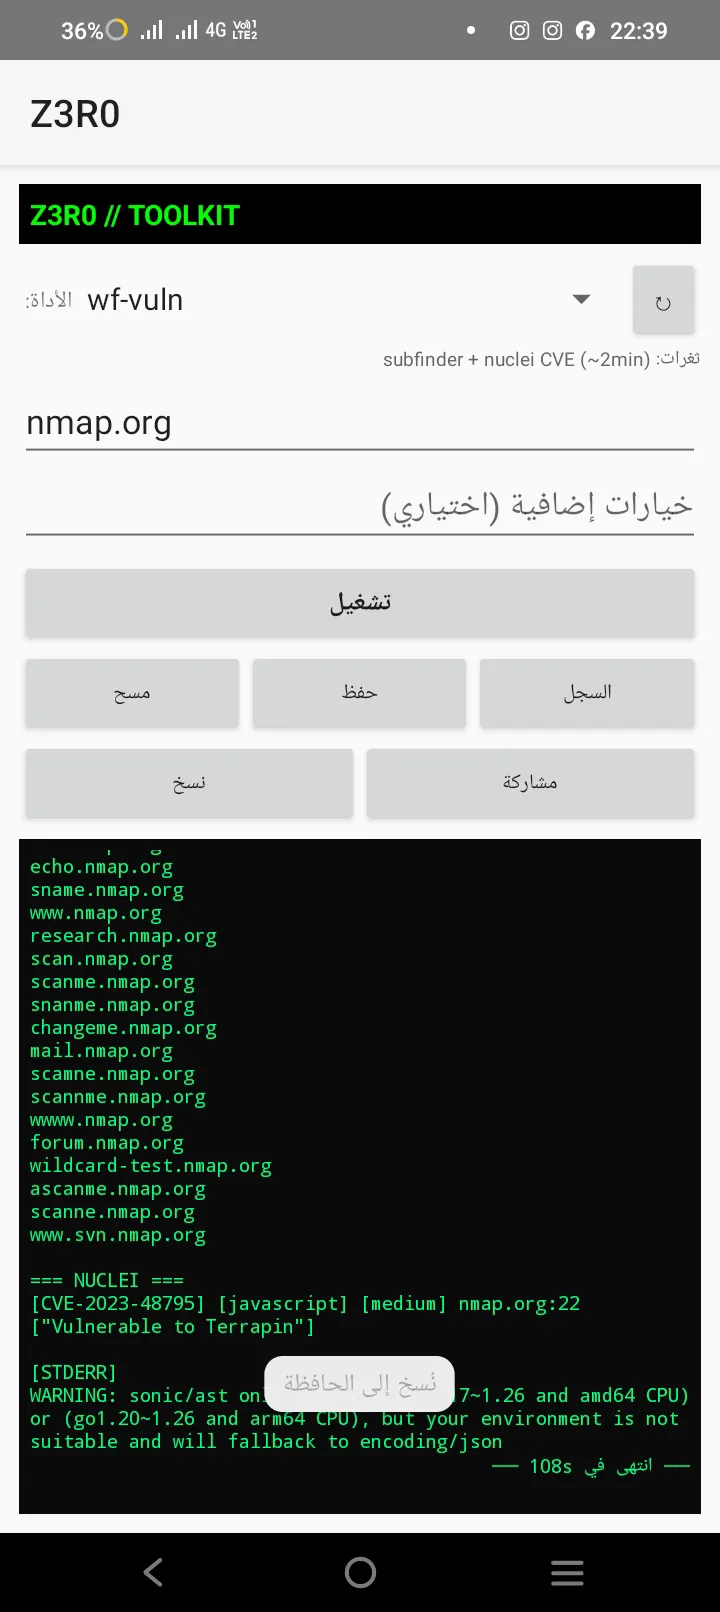 36% 4G Vo)) 1 LTE2 22:39
Z3R0
Z3R0 // TOOLKIT
الأداة: wf-vuln
ثغرات: subfinder + nuclei CVE (~2min)
nmap.org
خيارات إضافية (اختياري)
تشغيل
مسح حفظ السجل
نسخ مشاركة
echo.nmap.org
sname.nmap.org
www.nmap.org
research.nmap.org
scan.nmap.org
scanme.nmap.org
snanme.nmap.org
changeme.nmap.org
mail.nmap.org
scamne.nmap.org
scannme.nmap.org
wwww.nmap.org
forum.nmap.org
wildcard-test.nmap.org
ascanme.nmap.org
scanne.nmap.org
www.svn.nmap.org
=== NUCLEI ===
[CVE-2023-48795] [javascript] [medium] nmap.org:22
["Vulnerable to Terrapin"]
[STDERR]
نُسخ إلى الحافظة
WARNING: sonic/ast 7~1.26 and amd64 CPU)
or (go1.20~1.26 and arm64 CPU), but your environment is not
suitable and will fallback to encoding/json
── انتهى في 108s ──